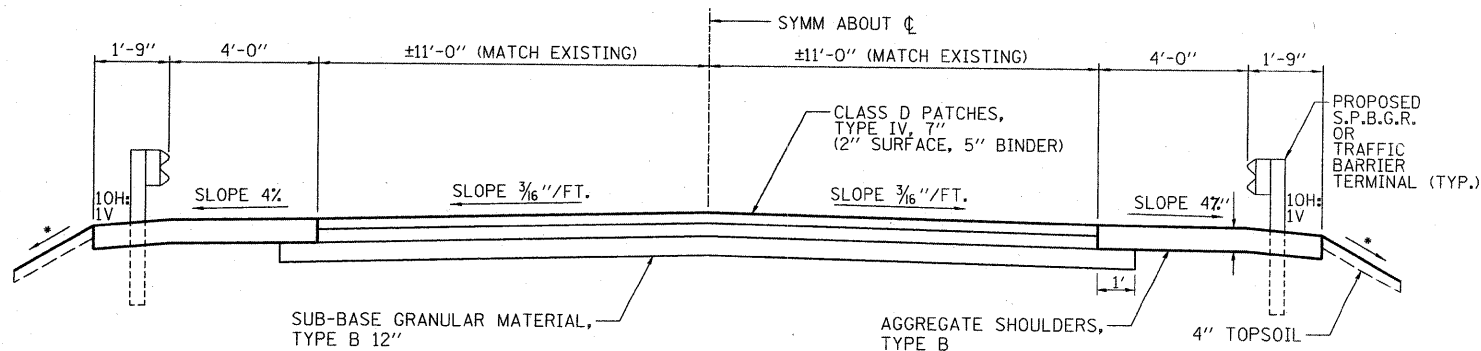 SYMM ABOUT ℄
1'-9" 4'-0" ±11'-0" (MATCH EXISTING) ±11'-0" (MATCH EXISTING) 4'-0" 1'-9"
CLASS D PATCHES,
TYPE IV, 7"
(2" SURFACE, 5" BINDER)
PROPOSED
S.P.B.G.R.
OR
TRAFFIC
BARRIER
TERMINAL (TYP.)
10H:
1V
SLOPE 4%
SLOPE 3/16"/FT.
SLOPE 3/16"/FT.
SLOPE 4%
7"
10H:
1V
*
*
1'
SUB-BASE GRANULAR MATERIAL,
TYPE B 12"
AGGREGATE SHOULDERS,
TYPE B
4" TOPSOIL